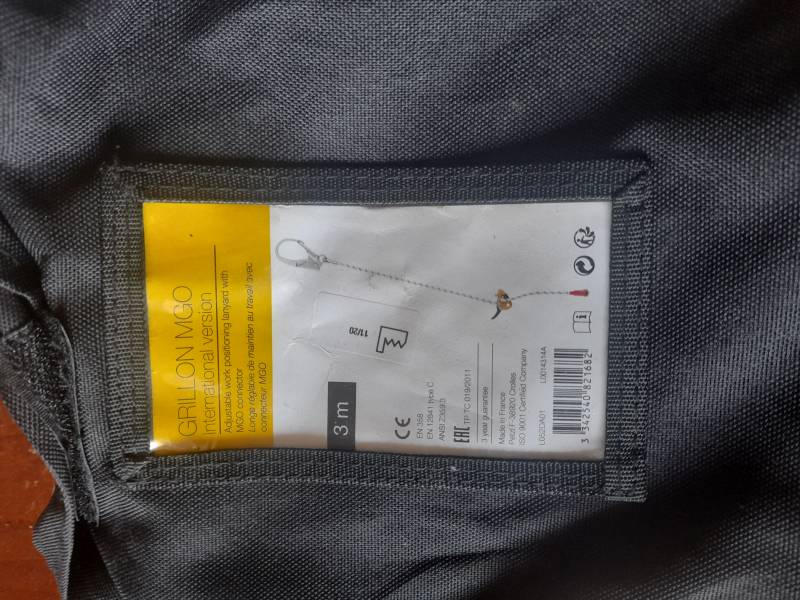 GRILLON MGO
International version
Adjustable work positioning lanyard with
MGO connector
Longe réglable de maintien au travail avec
connecteur MGO
11/20
3 m
CE
EN 358
EN 12841 type C
ANSI Z359.3
EAC TP TC 019/2011
3 year guarantee
Made in France
Petzl F-38920 Crolles
ISO 9001 Certified Company
L052DA01
L0014314A
3 342540 821682